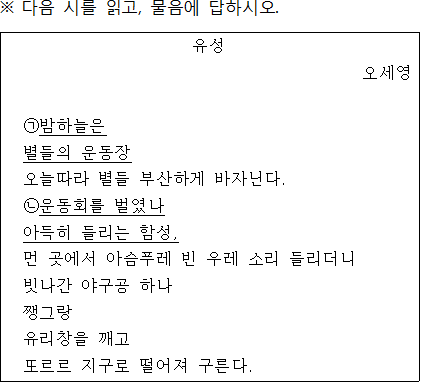 ※ 다음 시를 읽고, 물음에 답하시오.
유성
오세영
㉠밤하늘은
별들의 운동장
오늘따라 별들 부산하게 바자닌다.
㉡운동회를 벌였나
아득히 들리는 함성,
먼 곳에서 아슴푸레 빈 우레 소리 들리더니
빗나간 야구공 하나
쨍그랑
유리창을 깨고
또르르 지구로 떨어져 구른다.